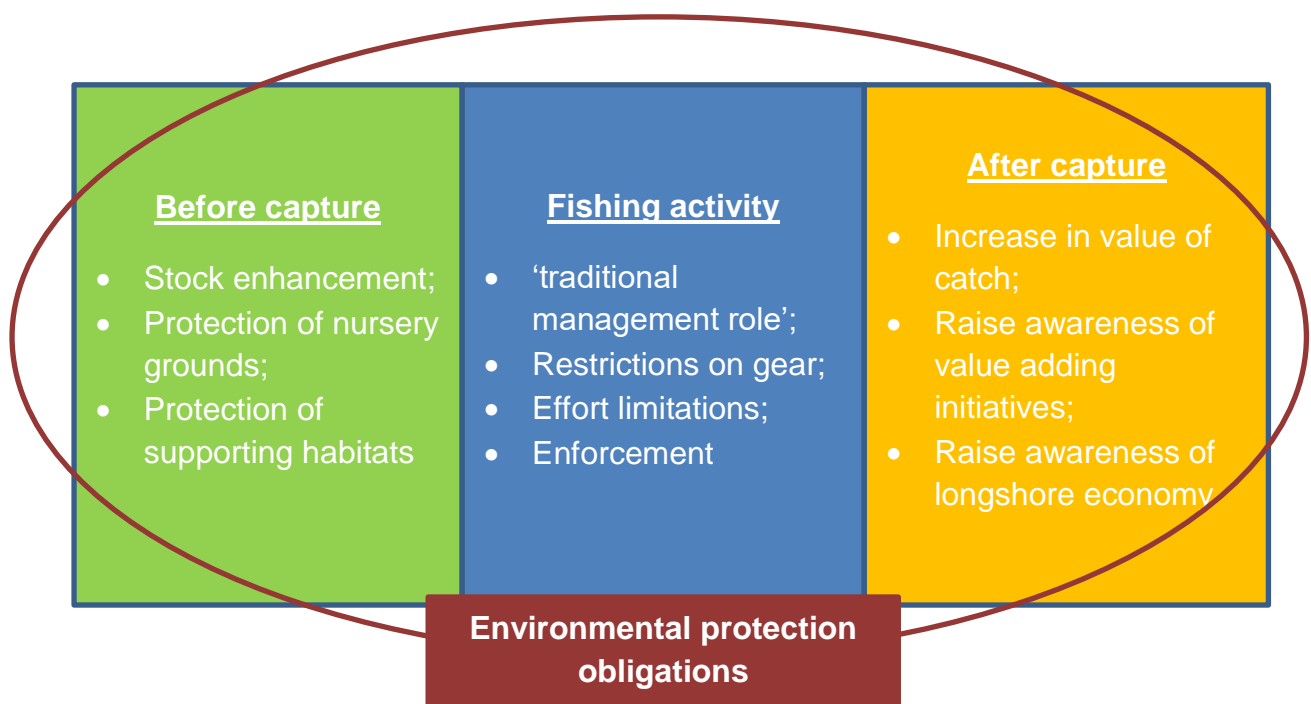 Before capture
• Stock enhancement;
• Protection of nursery
grounds;
• Protection of
supporting habitats
Fishing activity
• ‘traditional
management role’;
• Restrictions on gear;
• Effort limitations;
• Enforcement
After capture
• Increase in value of
catch;
• Raise awareness of
value adding
initiatives;
• Raise awareness of
longshore economy
Environmental protection
obligations